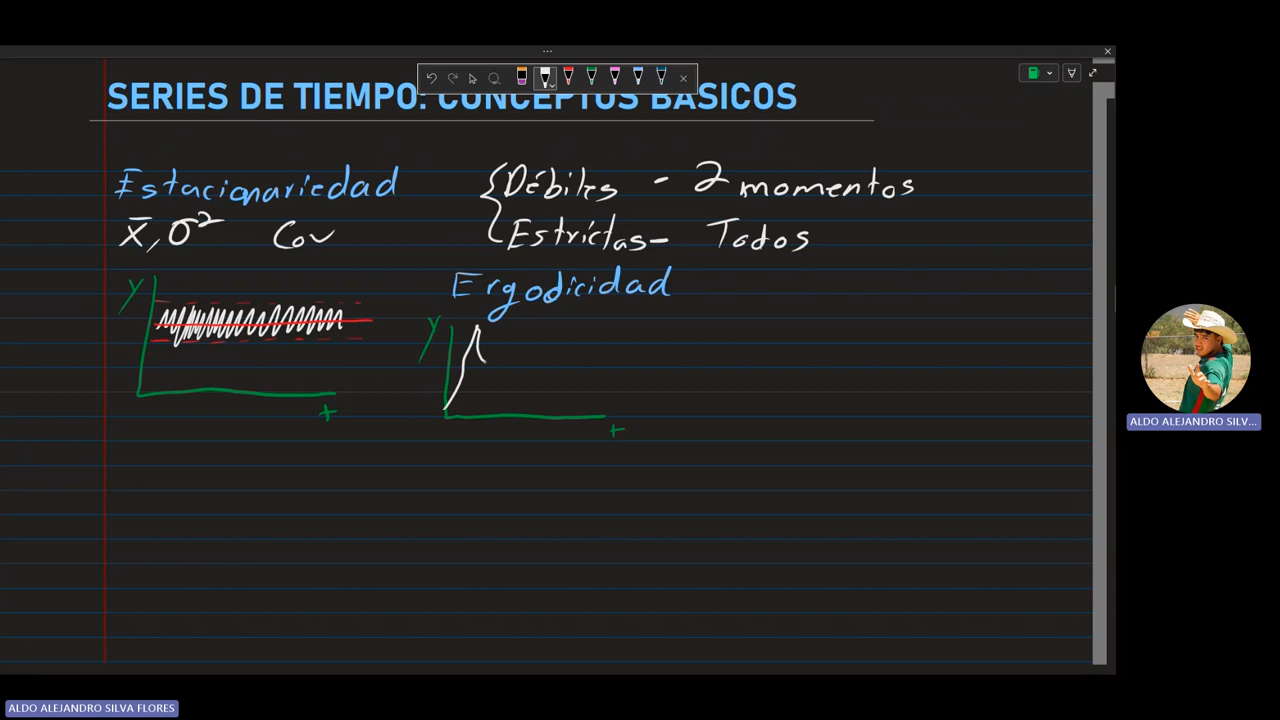 SERIES DE TIEMPO: CONCEPTOS BASICOS
Estacionariedad
{Débiles - 2 momentos
x̄, σ² Cov
Estrictas- Todos
Ergodicidad
y
t
y
t
ALDO ALEJANDRO SILV...
ALDO ALEJANDRO SILVA FLORES